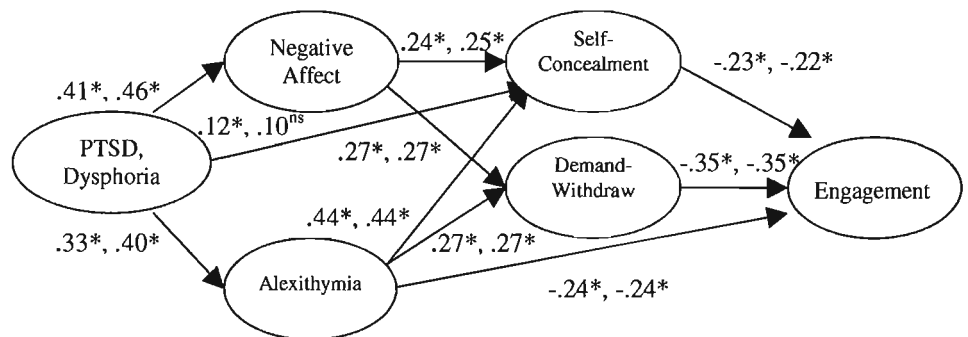 Negative
Affect
.24*, .25*
Self-
Concealment
-.23*, -.22*
.41*, .46*
.12*, .10ns
PTSD,
Dysphoria
.27*, .27*
Demand-
Withdraw
-.35*, -.35*
Engagement
.33*, .40*
.44*, .44*
.27*, .27*
Alexithymia
-.24*, -.24*